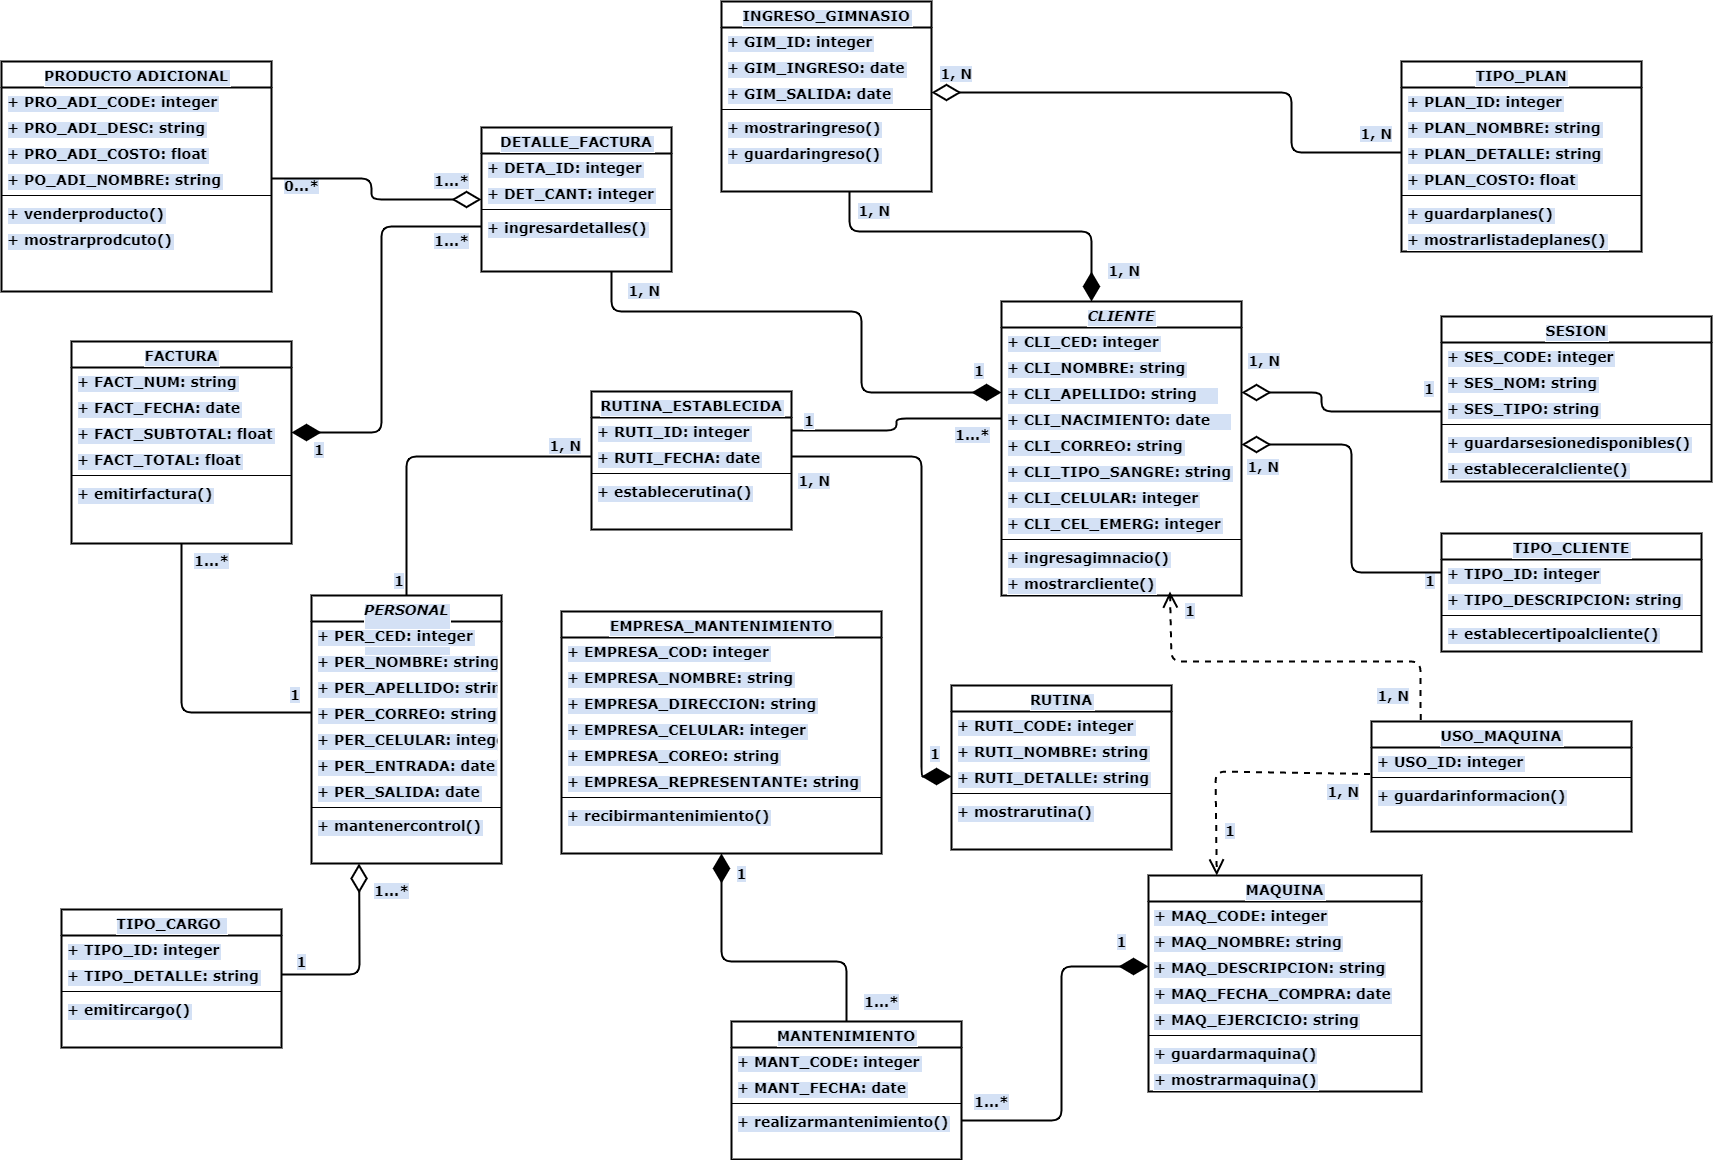 INGRESO_GIMNASIO
+ GIM_ID: integer
+ GIM_INGRESO: date
+ GIM_SALIDA: date
+ mostraringreso()
+ guardaringreso()
1, N
1, N
1, N
1, N
TIPO_PLAN
+ PLAN_ID: integer
+ PLAN_NOMBRE: string
+ PLAN_DETALLE: string
+ PLAN_COSTO: float
+ guardarplanes()
+ mostrarlistadeplanes()
PRODUCTO ADICIONAL
+ PRO_ADI_CODE: integer
+ PRO_ADI_DESC: string
+ PRO_ADI_COSTO: float
+ PO_ADI_NOMBRE: string
+ venderproducto()
+ mostrarprodcuto()
0...*
1...*
1...*
DETALLE_FACTURA
+ DETA_ID: integer
+ DET_CANT: integer
+ ingresardetalles()
1, N
1
FACTURA
+ FACT_NUM: string
+ FACT_FECHA: date
+ FACT_SUBTOTAL: float
+ FACT_TOTAL: float
+ emitirfactura()
1
1...*
1
RUTINA_ESTABLECIDA
+ RUTI_ID: integer
+ RUTI_FECHA: date
+ establecerutina()
1
1...*
1, N
1, N
1
CLIENTE
+ CLI_CED: integer
+ CLI_NOMBRE: string
+ CLI_APELLIDO: string
+ CLI_NACIMIENTO: date
+ CLI_CORREO: string
+ CLI_TIPO_SANGRE: string
+ CLI_CELULAR: integer
+ CLI_CEL_EMERG: integer
+ ingresagimnacio()
+ mostrarcliente()
1, N
1
1, N
1
1
SESION
+ SES_CODE: integer
+ SES_NOM: string
+ SES_TIPO: string
+ guardarsesionedisponibles()
+ estableceralcliente()
TIPO_CLIENTE
+ TIPO_ID: integer
+ TIPO_DESCRIPCION: string
+ establecertipoalcliente()
PERSONAL
+ PER_CED: integer
+ PER_NOMBRE: string
+ PER_APELLIDO: strin
+ PER_CORREO: string
+ PER_CELULAR: intege
+ PER_ENTRADA: date
+ PER_SALIDA: date
+ mantenercontrol()
1...*
1
TIPO_CARGO
+ TIPO_ID: integer
+ TIPO_DETALLE: string
+ emitircargo()
EMPRESA_MANTENIMIENTO
+ EMPRESA_COD: integer
+ EMPRESA_NOMBRE: string
+ EMPRESA_DIRECCION: string
+ EMPRESA_CELULAR: integer
+ EMPRESA_COREO: string
+ EMPRESA_REPRESENTANTE: string
+ recibirmantenimiento()
1
1...*
RUTINA
+ RUTI_CODE: integer
+ RUTI_NOMBRE: string
+ RUTI_DETALLE: string
+ mostrarutina()
1
1, N
USO_MAQUINA
+ USO_ID: integer
+ guardarinformacion()
1, N
1
MAQUINA
+ MAQ_CODE: integer
+ MAQ_NOMBRE: string
+ MAQ_DESCRIPCION: string
+ MAQ_FECHA_COMPRA: date
+ MAQ_EJERCICIO: string
+ guardarmaquina()
+ mostrarmaquina()
1
1...*
MANTENIMIENTO
+ MANT_CODE: integer
+ MANT_FECHA: date
+ realizarmantenimiento()